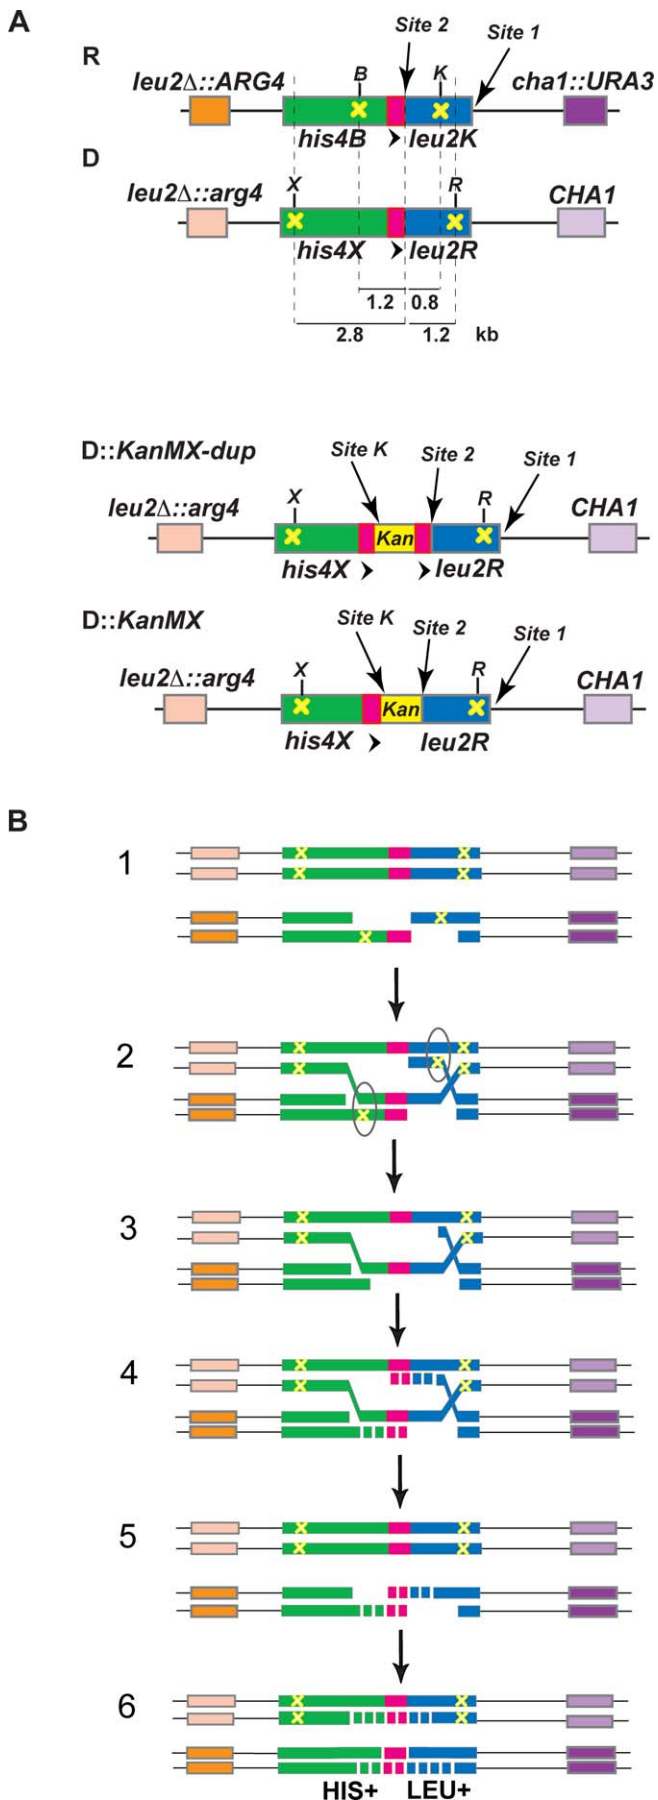 A
Site 2
Site 1
R
leu2Δ::ARG4
B
K
cha1::URA3
his4B
leu2K
D
leu2Δ::arg4
X
R
CHA1
his4X
leu2R
1.2 0.8
2.8 1.2 kb
D::KanMX-dup
Site K
Site 2
Site 1
leu2Δ::arg4
X
R
CHA1
Kan
his4X
leu2R
D::KanMX
Site K
Site 2
Site 1
leu2Δ::arg4
X
R
CHA1
Kan
his4X
leu2R
B
1
2
3
4
5
6
HIS+ LEU+